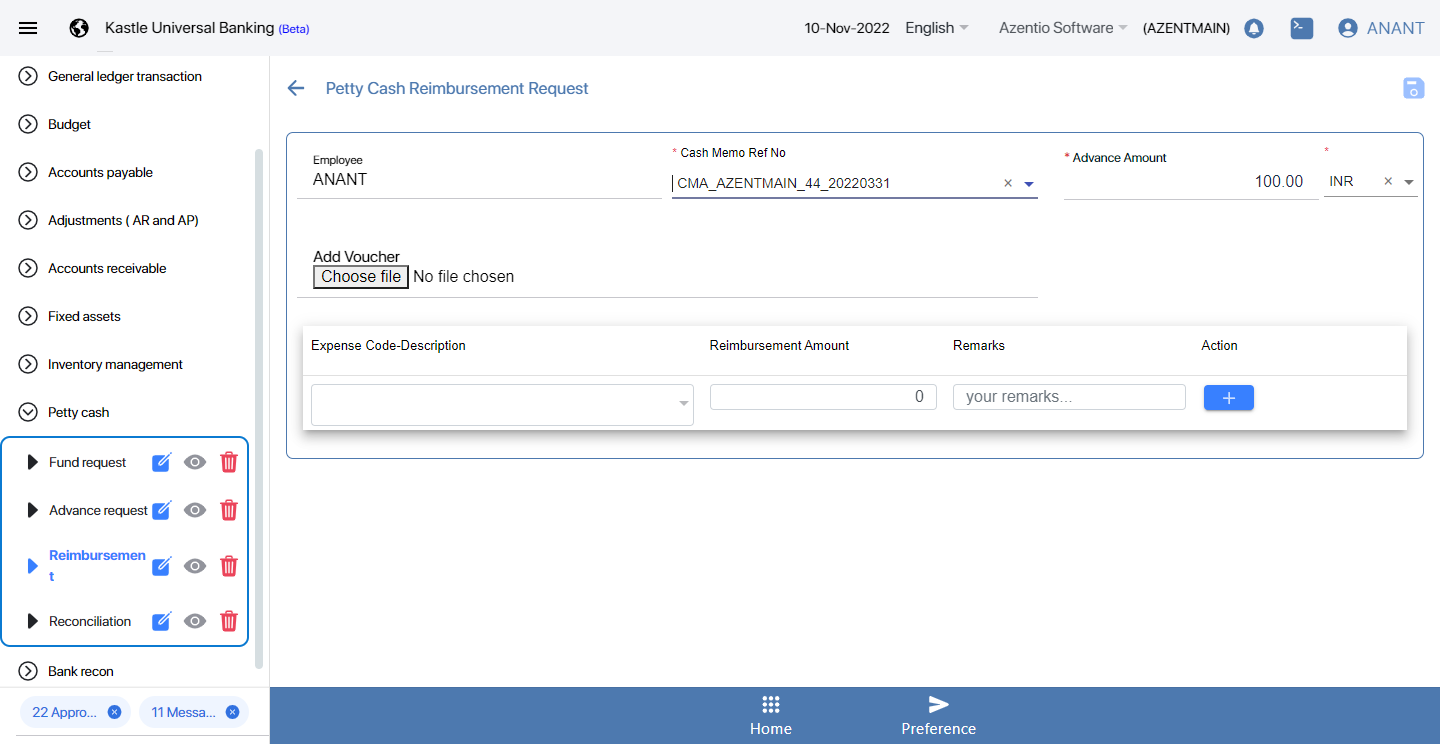 Kastle Universal Banking (Beta)
10-Nov-2022
English
Azentio Software
(AZENTMAIN)
ANANT
General ledger transaction
Budget
Accounts payable
Adjustments ( AR and AP)
Accounts receivable
Fixed assets
Inventory management
Petty cash
Fund request
Advance request
Reimbursemen
t
Reconciliation
Bank recon
22 Appro...
11 Messa...
Petty Cash Reimbursement Request
Employee
ANANT
* Cash Memo Ref No
CMA_AZENTMAIN_44_20220331 ×
* Advance Amount
100.00
*
INR ×
Add Voucher
Choose file No file chosen
Expense Code-Description Reimbursement Amount Remarks Action
0 your remarks... +
Home
Preference